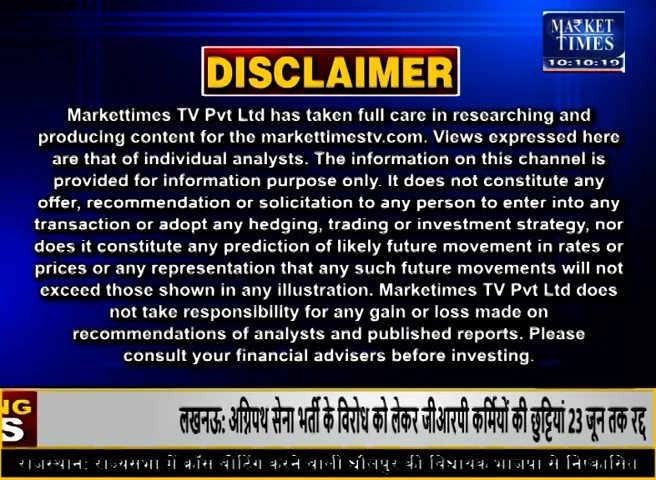 MARKET
TIMES
10:10:19
DISCLAIMER
Markettimes TV Pvt Ltd has taken full care in researching and
producing content for the markettimestv.com. Views expressed here
are that of individual analysts. The information on this channel is
provided for information purpose only. It does not constitute any
offer, recommendation or solicitation to any person to enter into any
transaction or adopt any hedging, trading or investment strategy, nor
does it constitute any prediction of likely future movement in rates or
prices or any representation that any such future movements will not
exceed those shown in any illustration. Marketimes TV Pvt Ltd does
not take responsibility for any gain or loss made on
recommendations of analysts and published reports. Please
consult your financial advisers before investing.
NG
S
लखनऊ: अग्निपथ सेना भर्ती के विरोध को लेकर जीआरपी कर्मियों की छुट्टियां 23 जून तक रद्द
राजस्थान: राज्यसभा में क्रॉस वोटिंग करने वाली धौलपुर की विधायक भाजपा से निष्कासित